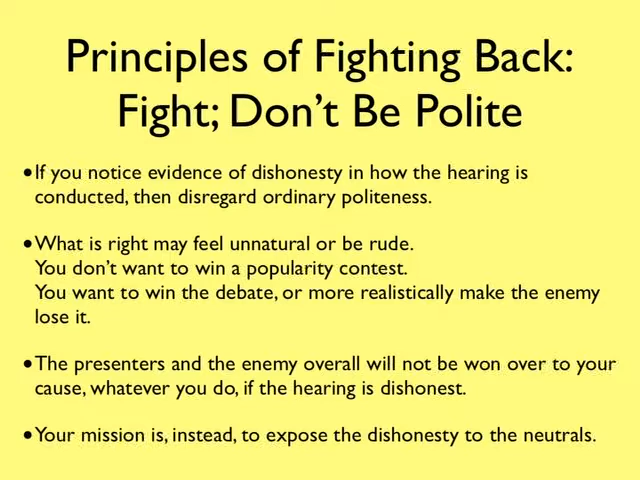 Principles of Fighting Back:
Fight; Don’t Be Polite
•If you notice evidence of dishonesty in how the hearing is
conducted, then disregard ordinary politeness.
•What is right may feel unnatural or be rude.
You don’t want to win a popularity contest.
You want to win the debate, or more realistically make the enemy
lose it.
•The presenters and the enemy overall will not be won over to your
cause, whatever you do, if the hearing is dishonest.
•Your mission is, instead, to expose the dishonesty to the neutrals.